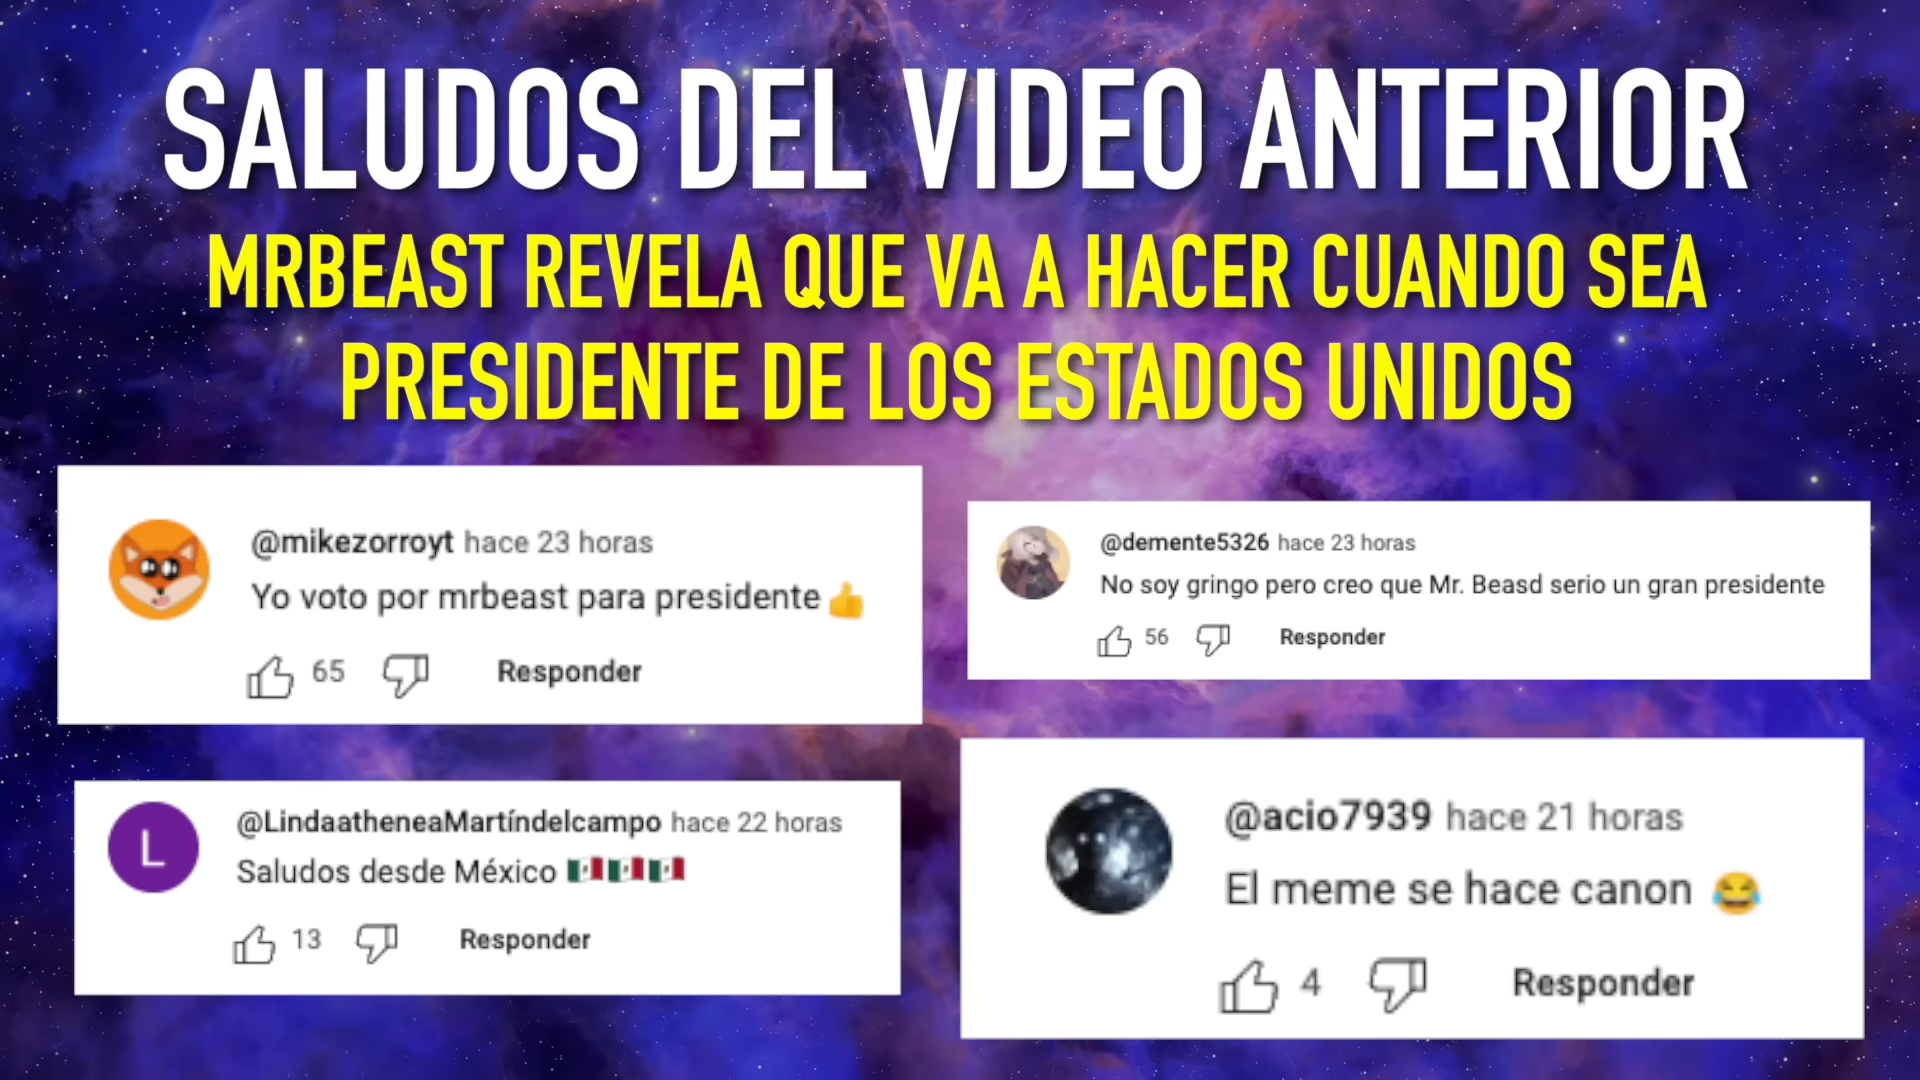 SALUDOS DEL VIDEO ANTERIOR
MRBEAST REVELA QUE VA A HACER CUANDO SEA
PRESIDENTE DE LOS ESTADOS UNIDOS
@mikezorroyt hace 23 horas
Yo voto por mrbeast para presidente 👍
65 Responder
@demente5326 hace 23 horas
No soy gringo pero creo que Mr. Beasd serio un gran presidente
56 Responder
L
@LindaatheneaMartíndelcampo hace 22 horas
Saludos desde México 🇲🇽🇲🇽🇲🇽
13 Responder
@acio7939 hace 21 horas
El meme se hace canon 😂
4 Responder